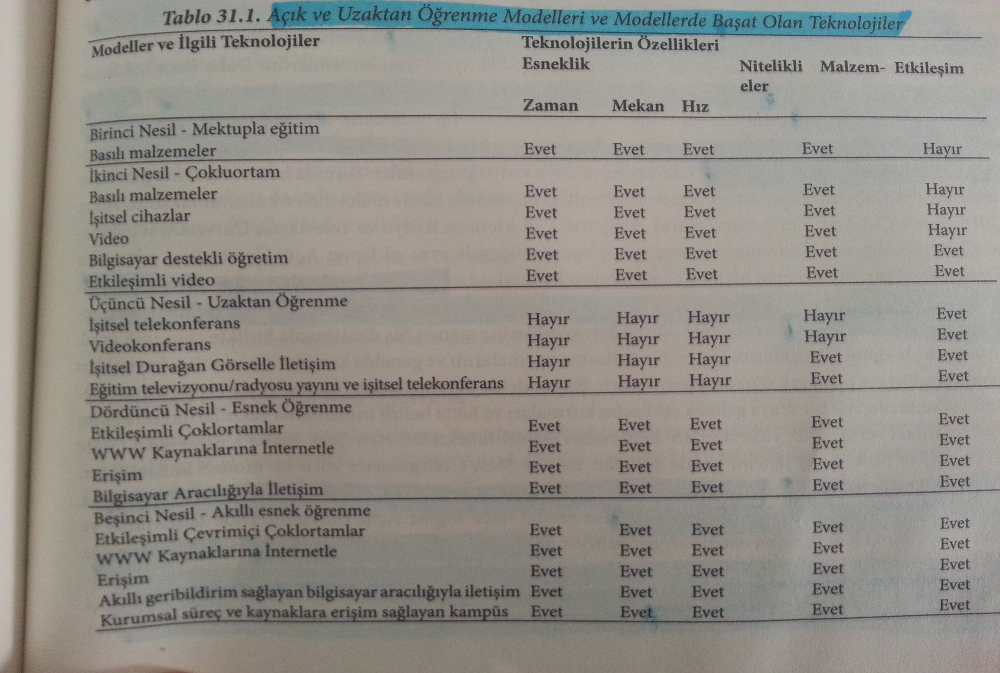 Tablo 31.1. Açık ve Uzaktan Öğrenme Modelleri ve Modellerde Başat Olan Teknolojiler
Modeller ve İlgili Teknolojiler Teknolojilerin Özellikleri
Esneklik Nitelikli Malzem- Etkileşim
eler
Zaman Mekan Hız
Birinci Nesil - Mektupla eğitim
Basılı malzemeler Evet Evet Evet Evet Hayır
İkinci Nesil - Çokluortam
Basılı malzemeler Evet Evet Evet Evet Hayır
İşitsel cihazlar Evet Evet Evet Evet Hayır
Video Evet Evet Evet Evet Hayır
Bilgisayar destekli öğretim Evet Evet Evet Evet Evet
Etkileşimli video Evet Evet Evet Evet Evet
Üçüncü Nesil - Uzaktan Öğrenme
İşitsel telekonferans Hayır Hayır Hayır Hayır Evet
Videokonferans Hayır Hayır Hayır Hayır Evet
İşitsel Durağan Görselle İletişim Hayır Hayır Hayır Evet Evet
Eğitim televizyonu/radyosu yayını ve işitsel telekonferans Hayır Hayır Hayır Evet Evet
Dördüncü Nesil - Esnek Öğrenme
Etkileşimli Çoklortamlar Evet Evet Evet Evet Evet
WWW Kaynaklarına İnternetle Evet Evet Evet Evet Evet
Erişim Evet Evet Evet Evet Evet
Bilgisayar Aracılığıyla İletişim Evet Evet Evet Evet Evet
Beşinci Nesil - Akıllı esnek öğrenme
Etkileşimli Çevrimiçi Çoklortamlar Evet Evet Evet Evet Evet
WWW Kaynaklarına İnternetle Evet Evet Evet Evet Evet
Erişim Evet Evet Evet Evet Evet
Akıllı geribildirim sağlayan bilgisayar aracılığıyla iletişim Evet Evet Evet Evet Evet
Kurumsal süreç ve kaynaklara erişim sağlayan kampüs Evet Evet Evet Evet Evet